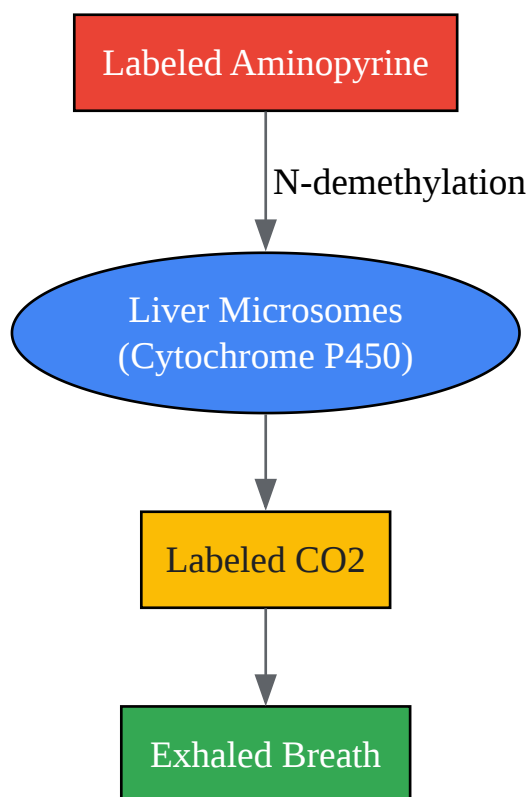 Labeled Aminopyrine
N-demethylation
Liver Microsomes
(Cytochrome P450)
Labeled CO2
Exhaled Breath